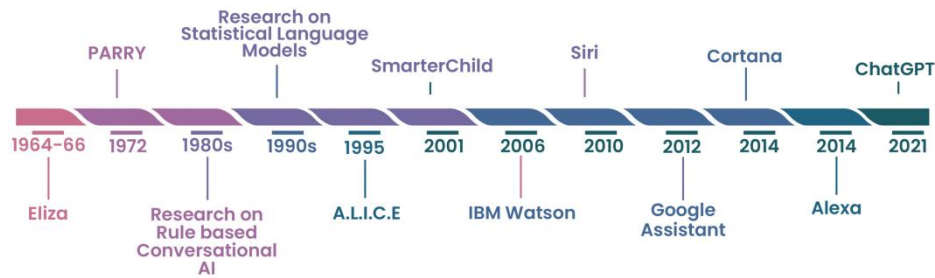 Research on
Statistical Language
Models
PARRY
SmarterChild
Siri
Cortana
ChatGPT
1964-66
1972
1980s
1990s
1995
2001
2006
2010
2012
2014
2014
2021
Eliza
Research on
Rule based
Conversational
AI
A.L.I.C.E
IBM Watson
Google
Assistant
Alexa